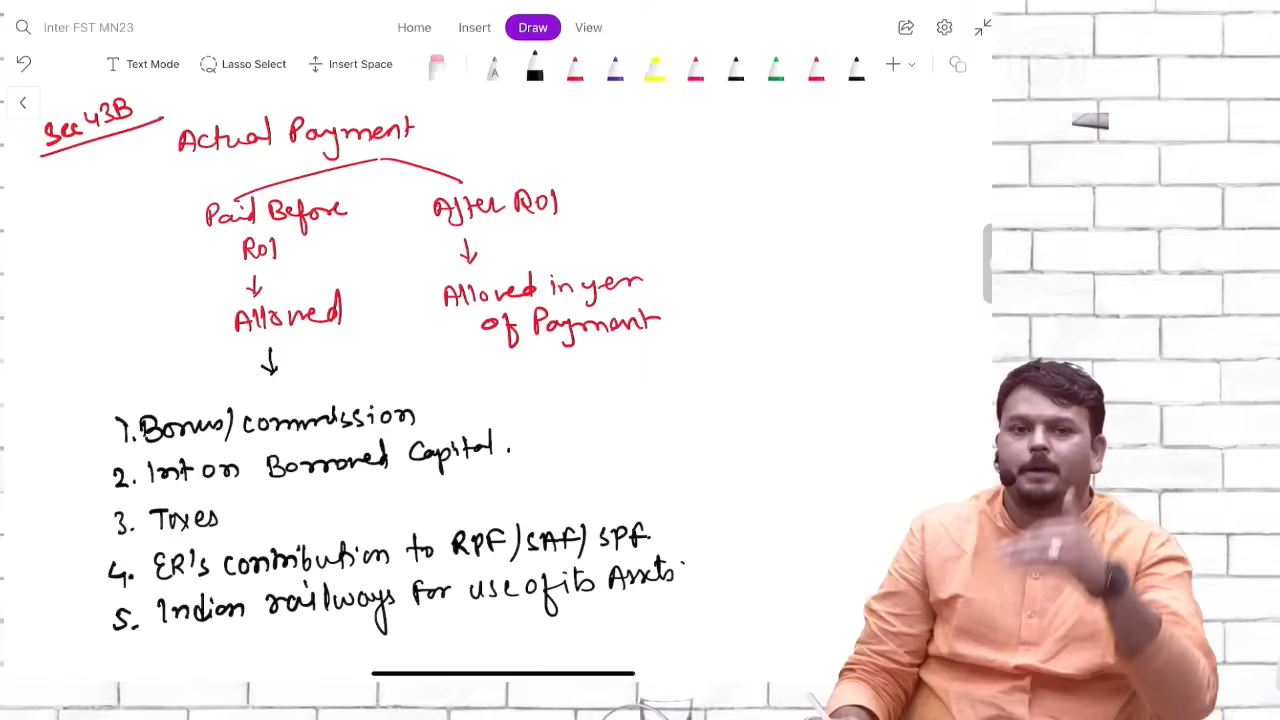 Inter FST MN23
Home Insert Draw View
Text Mode Lasso Select Insert Space
A
Sec 43B
Actual Payment
Paid Before
ROI
Allowed
After ROI
Allowed in year
of Payment
1. Bonus/commission
2. Int on Borrowed Capital.
3. Taxes
4. ER's contribution to RPF/SAF/SPF
5. Indian railways for use of its Assets